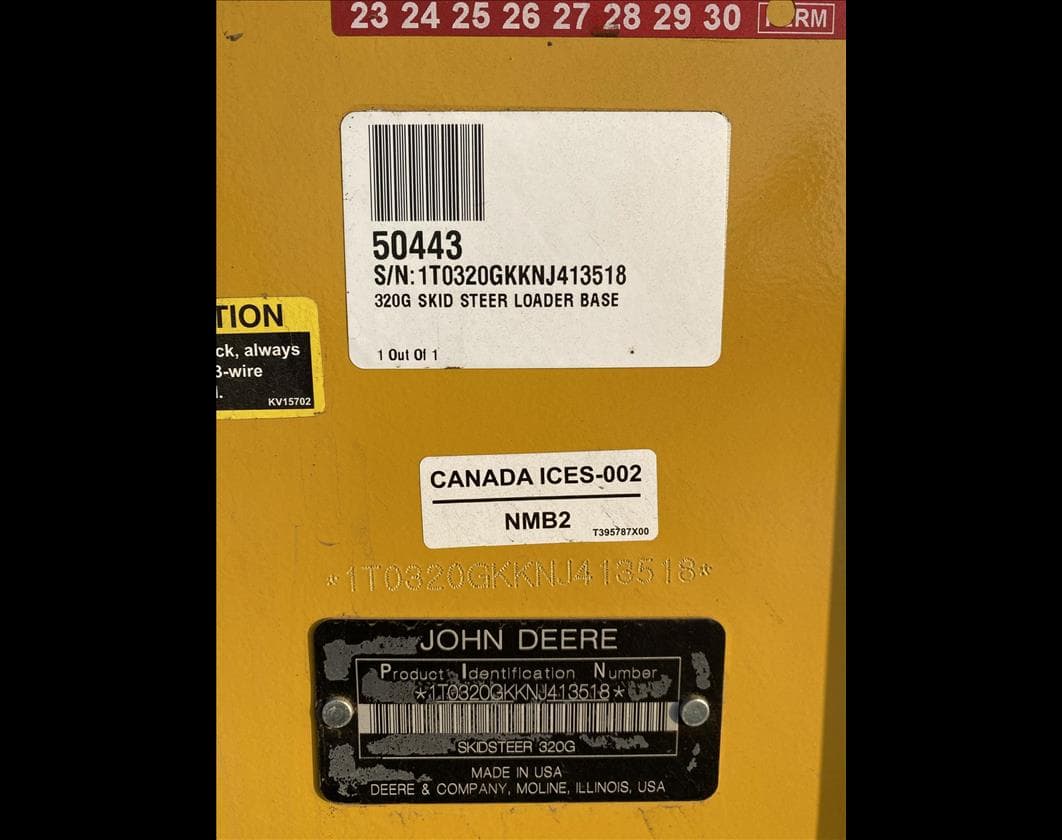 23 24 25 26 27 28 29 30
50443
S/N:1T0320GKKNJ413518
320G SKID STEER LOADER BASE
1 Out Of 1
TION
ck, always
3-wire
KV15702
CANADA ICES-002
NMB2
T395787X00
*1T0320GKKNJ413518*
JOHN DEERE
Product Identification Number
*1T0320GKKNJ413518*
SKIDSTEER 320G
MADE IN USA
DEERE & COMPANY, MOLINE, ILLINOIS, USA